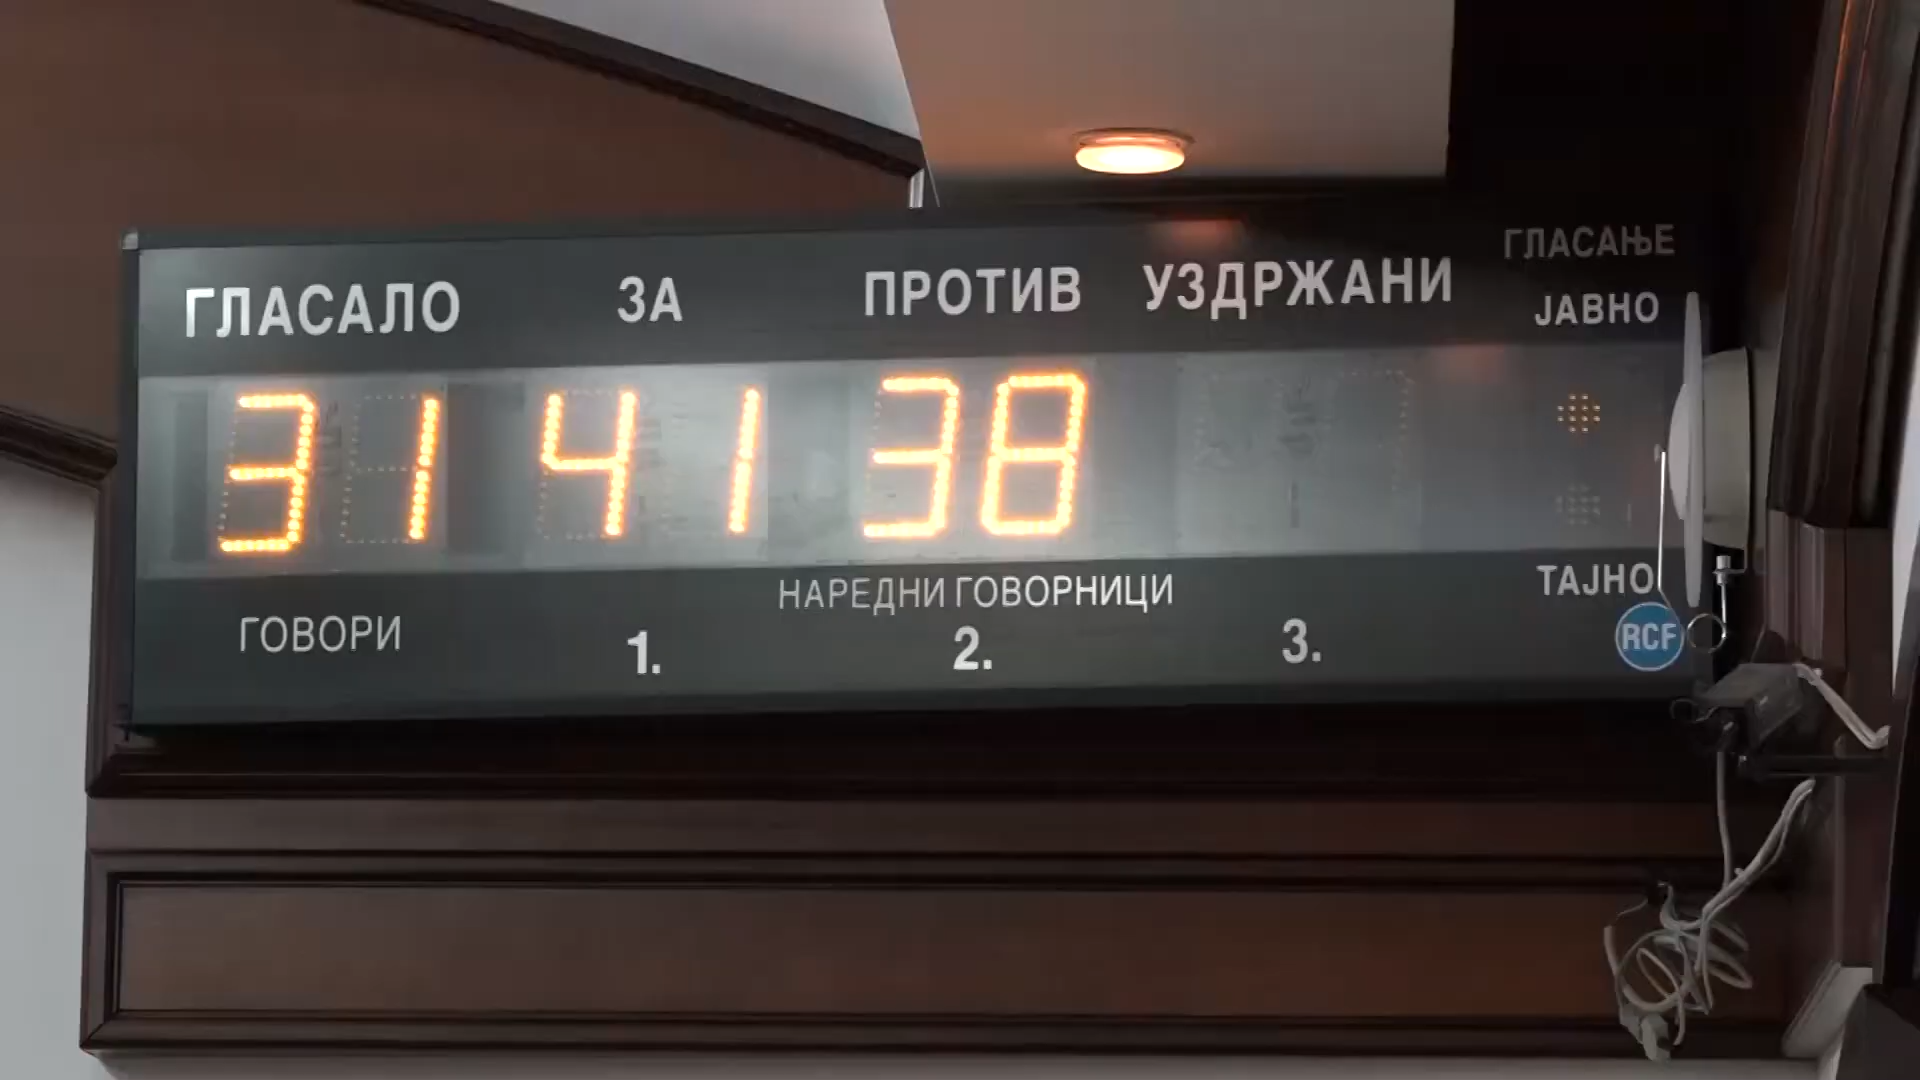 ГЛАСАЛО ЗА ПРОТИВ УЗДРЖАНИ
ГЛАСАЊЕ
ЈАВНО
31 41 38
НАРЕДНИ ГОВОРНИЦИ
ГОВОРИ 1. 2. 3.
ТАЈНО
RCF